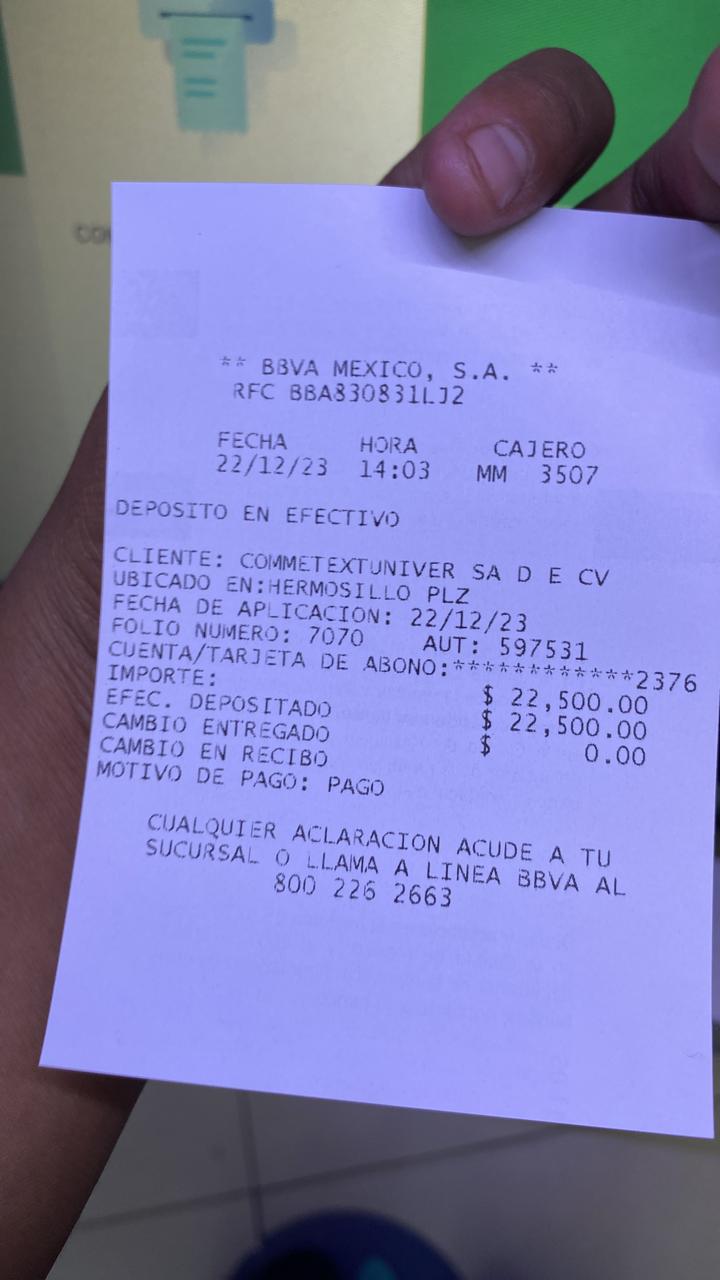 ** BBVA MEXICO, S.A. **
RFC BBA830831LJ2
FECHA HORA CAJERO
22/12/23 14:03 MM 3507
DEPOSITO EN EFECTIVO
CLIENTE: COMMETEXTUNIVER SA D E CV
UBICADO EN:HERMOSILLO PLZ
FECHA DE APLICACION: 22/12/23
FOLIO NUMERO: 7070 AUT: 597531
CUENTA/TARJETA DE ABONO:************2376
IMPORTE: $ 22,500.00
EFEC. DEPOSITADO $ 22,500.00
CAMBIO ENTREGADO $ 0.00
CAMBIO EN RECIBO
MOTIVO DE PAGO: PAGO
CUALQUIER ACLARACION ACUDE A TU
SUCURSAL O LLAMA A LINEA BBVA AL
800 226 2663